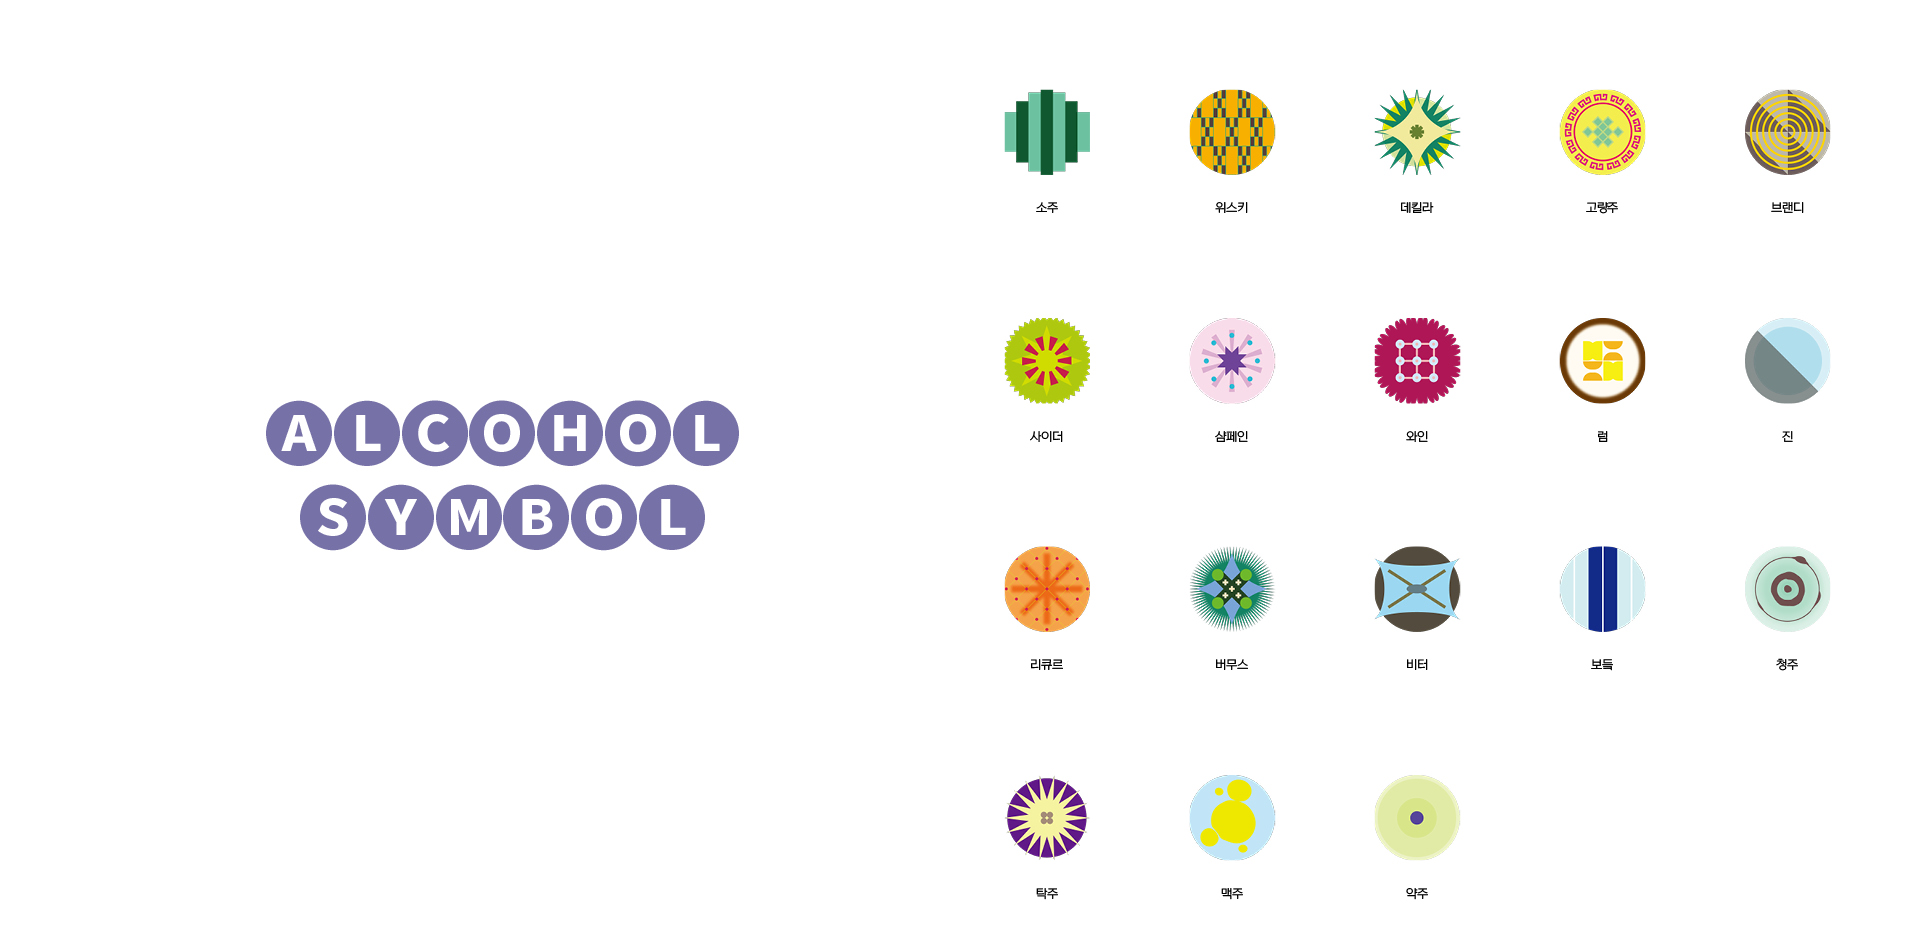 ALCOHOL
SYMBOL
소주 위스키 데킬라 고량주 브랜디
사이더 샴페인 와인 럼 진
리큐르 버무스 비터 보듴 청주
탁주 맥주 약주